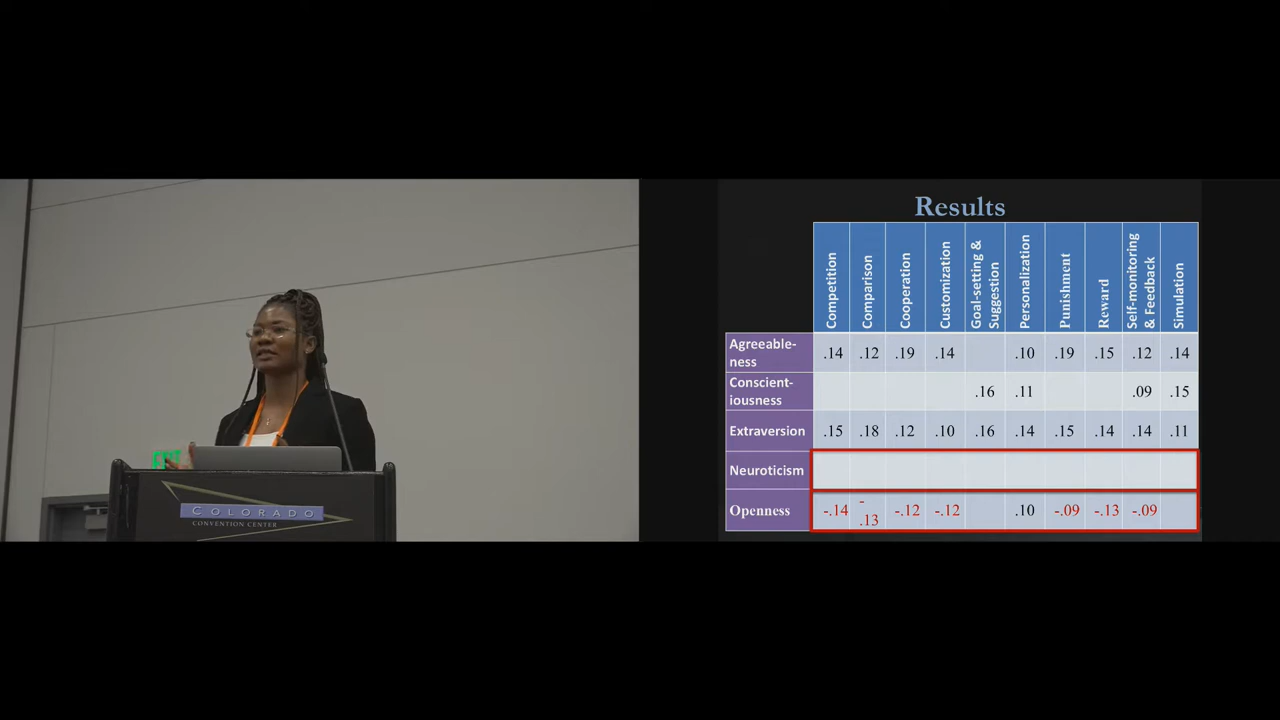 Results
Competition
Comparison
Cooperation
Customization
Goal-setting &
Suggestion
Personalization
Punishment
Reward
Self-monitoring
& Feedback
Simulation
Agreeable-
ness
.14 .12 .19 .14 .10 .19 .15 .12 .14
Conscient-
iousness
.16 .11 .09 .15
Extraversion .15 .18 .12 .10 .16 .14 .15 .14 .14 .11
Neuroticism
Openness -.14 -
.13 -.12 -.12 .10 -.09 -.13 -.09
EXIT
COLORADO
CONVENTION CENTER